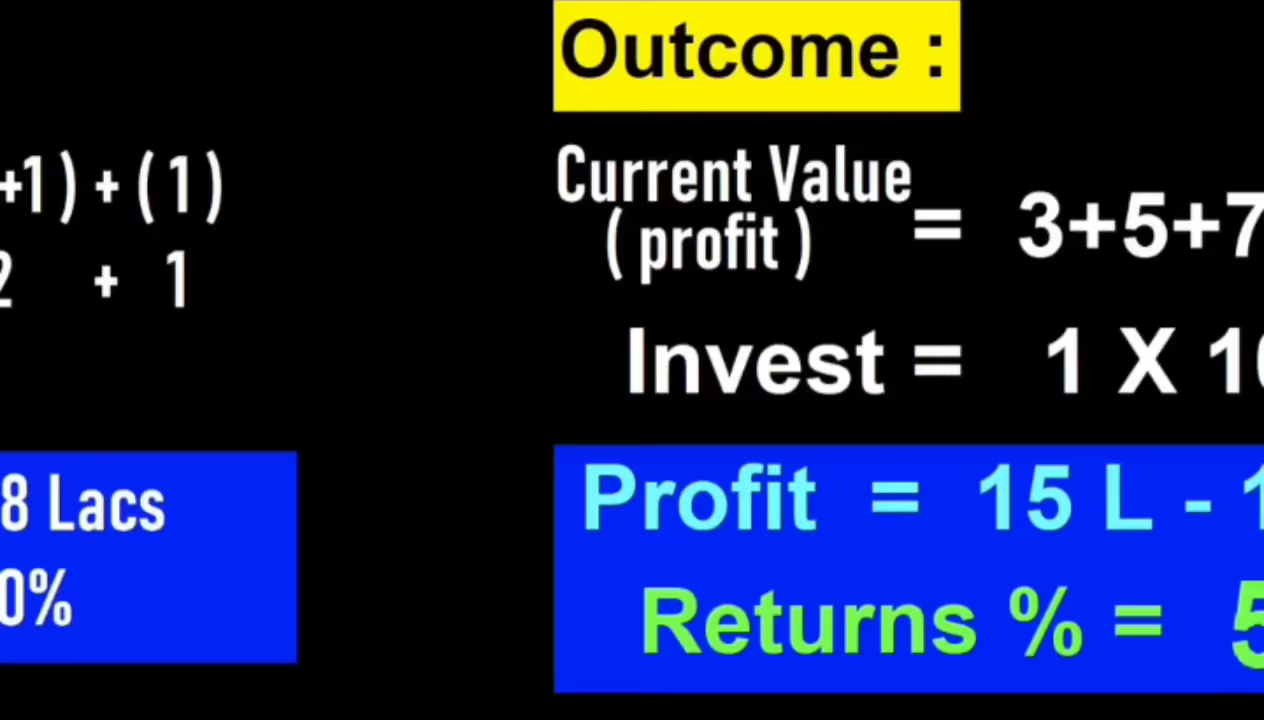 +1 ) + ( 1 )
2 + 1
8 Lacs
0%
Outcome :
Current Value
( profit )
= 3+5+7
Invest = 1 X 10
Profit = 15 L - 1
Returns % = 5